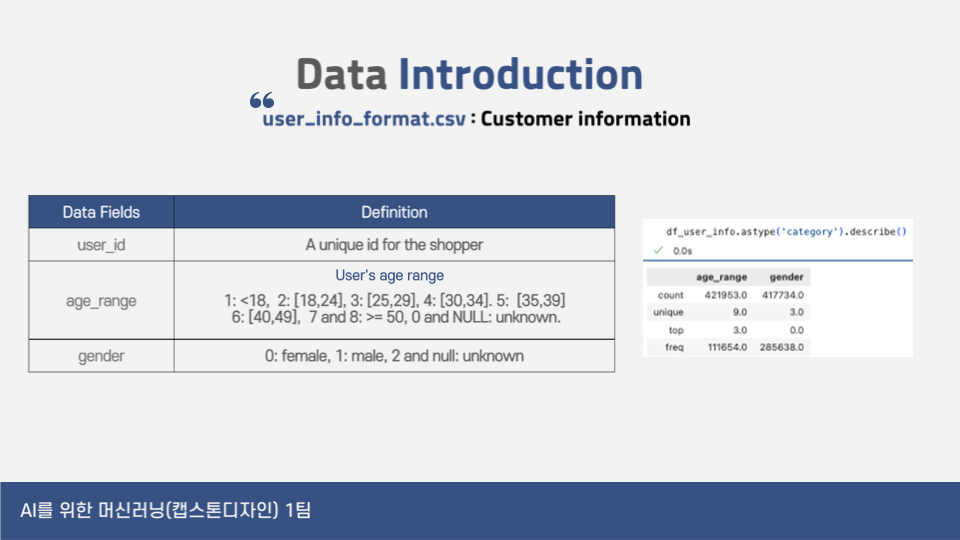 Data Introduction
“
user_info_format.csv : Customer information
Data Fields Definition
user_id A unique id for the shopper
age_range
User's age range
1: <18, 2: [18,24], 3: [25,29], 4: [30,34]. 5: [35,39]
6: [40,49], 7 and 8: >= 50, 0 and NULL: unknown.
gender 0: female, 1: male, 2 and null: unknown
df_user_info.astype('category').describe()
✓ 0.0s
age_range gender
count 421953.0 417734.0
unique 9.0 3.0
top 3.0 0.0
freq 111654.0 285638.0
AI를 위한 머신러닝(캡스톤디자인) 1팀